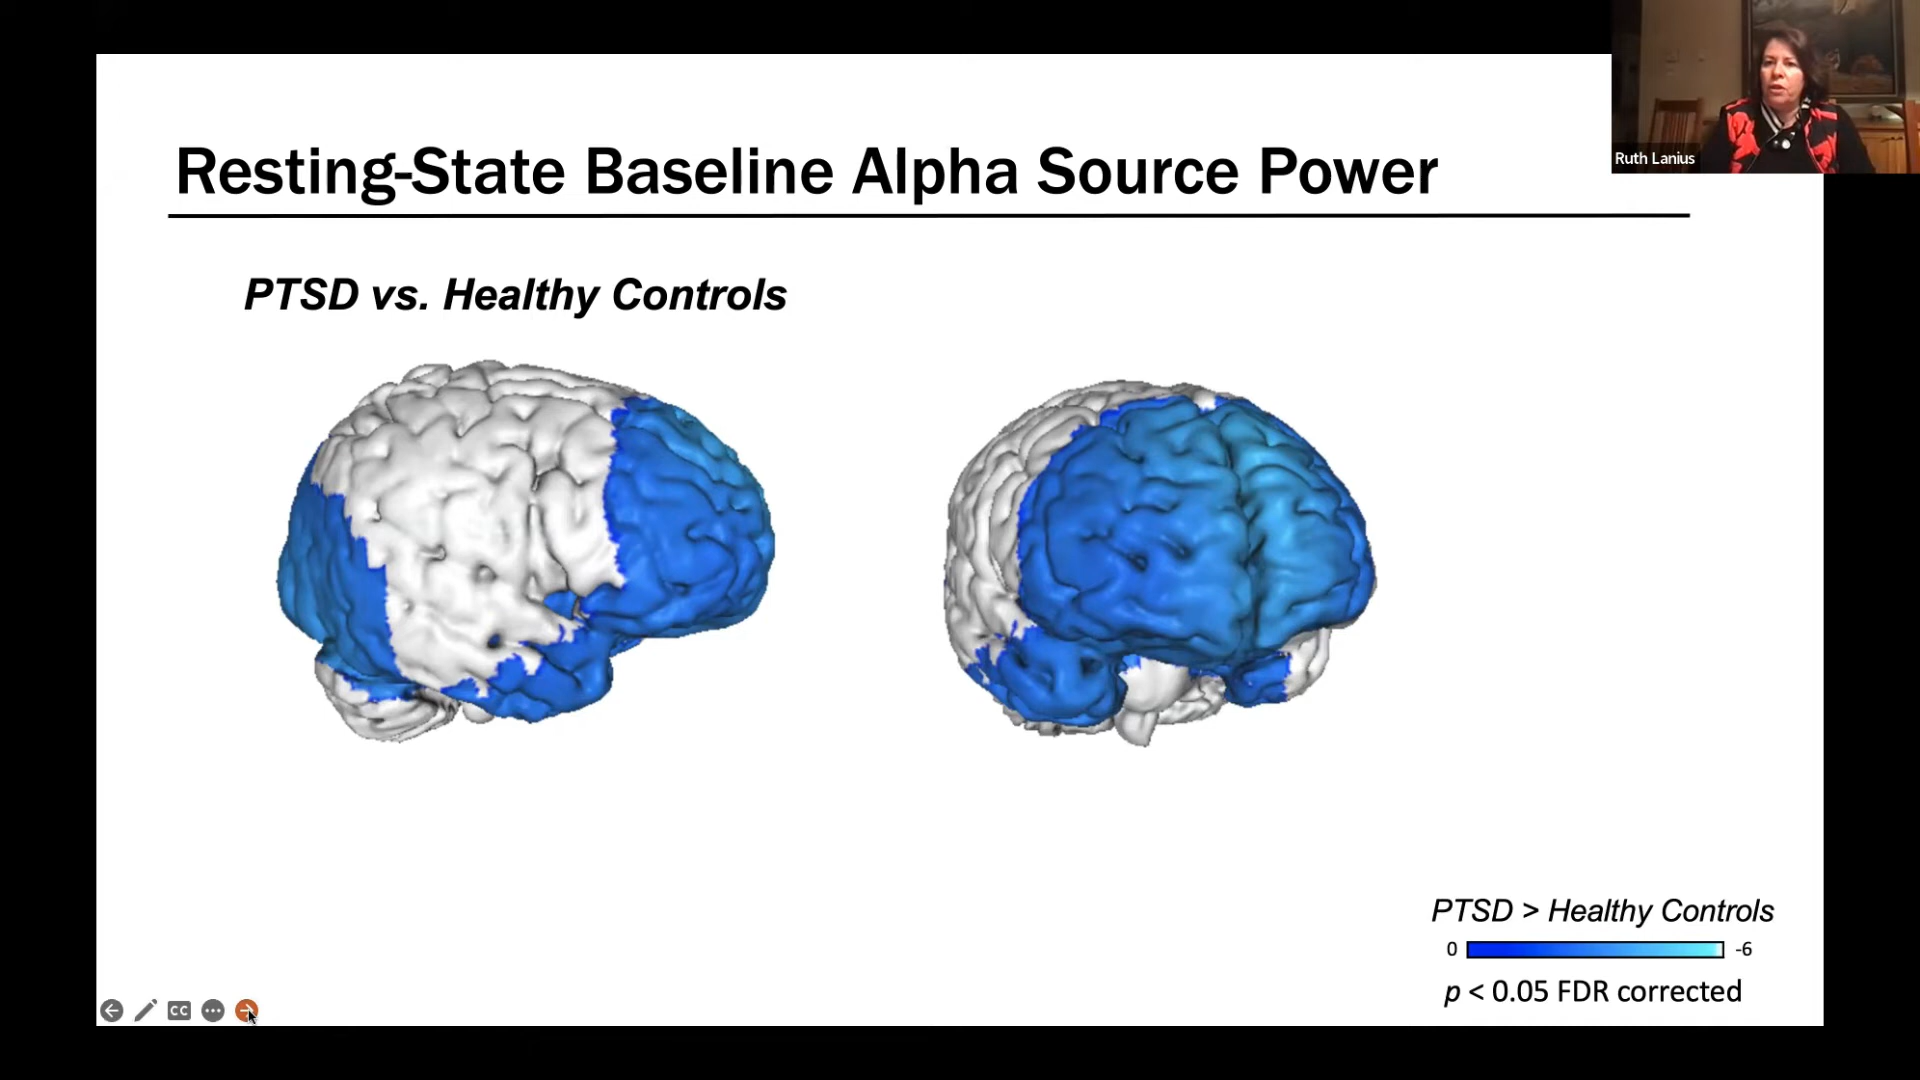 Resting-State Baseline Alpha Source Power
Ruth Lanius
PTSD vs. Healthy Controls
PTSD > Healthy Controls
0 -6
p < 0.05 FDR corrected
CC